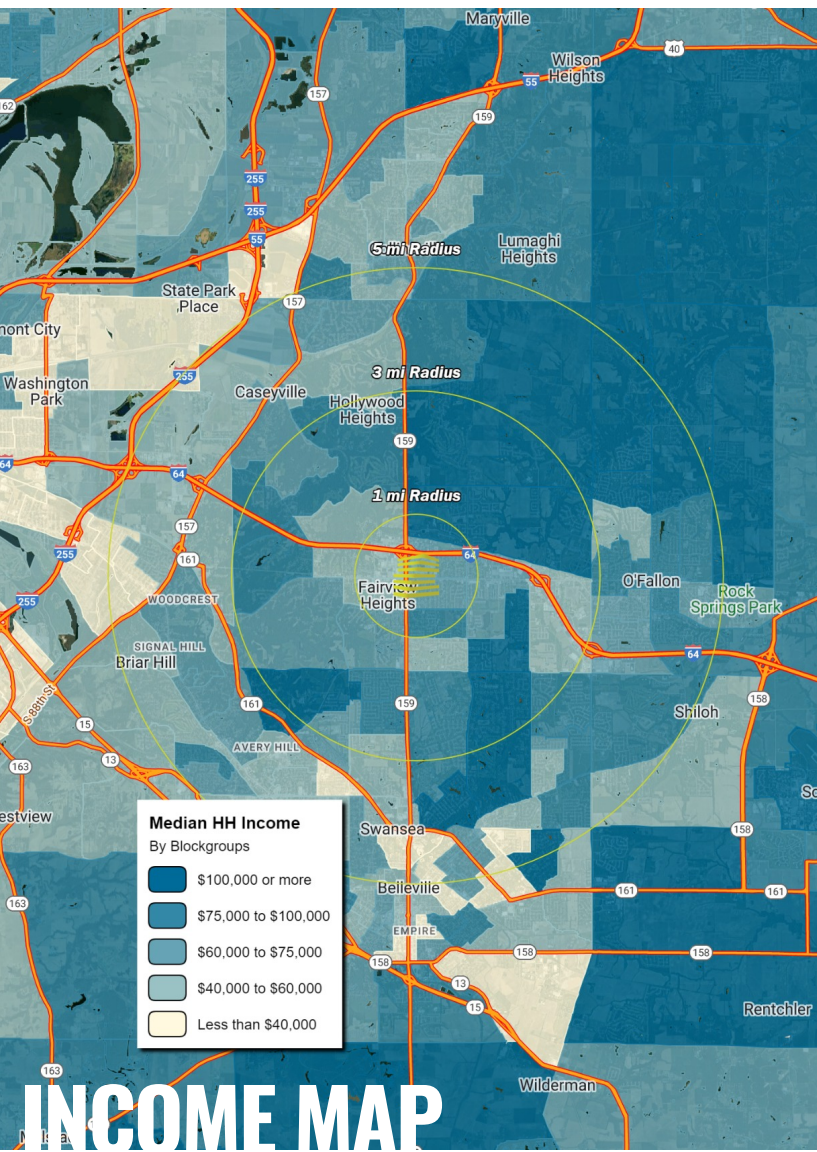 Maryville
Wilson
Heights
40
55
162
157
159
255
255
55
5 mi Radius
Lumaghi
Heights
State Park
Place
157
mont City
255
3 mi Radius
Washington
Park
Caseyville
Hollywood
Heights
159
64
64
1 mi Radius
157
255
161
64
Fairview
Heights
O'Fallon
Rock
Springs Park
255
WOODCREST
SIGNAL HILL
Briar Hill
64
S 88th St
161
159
158
Shiloh
15
AVERY HILL
13
163
estview
Swansea
158
Median HH Income
By Blockgroups
$100,000 or more
$75,000 to $100,000
$60,000 to $75,000
$40,000 to $60,000
Less than $40,000
Belleville
161
161
163
EMPIRE
158
158
158
13
15
Rentchler
163
Wilderman
INCOME MAP